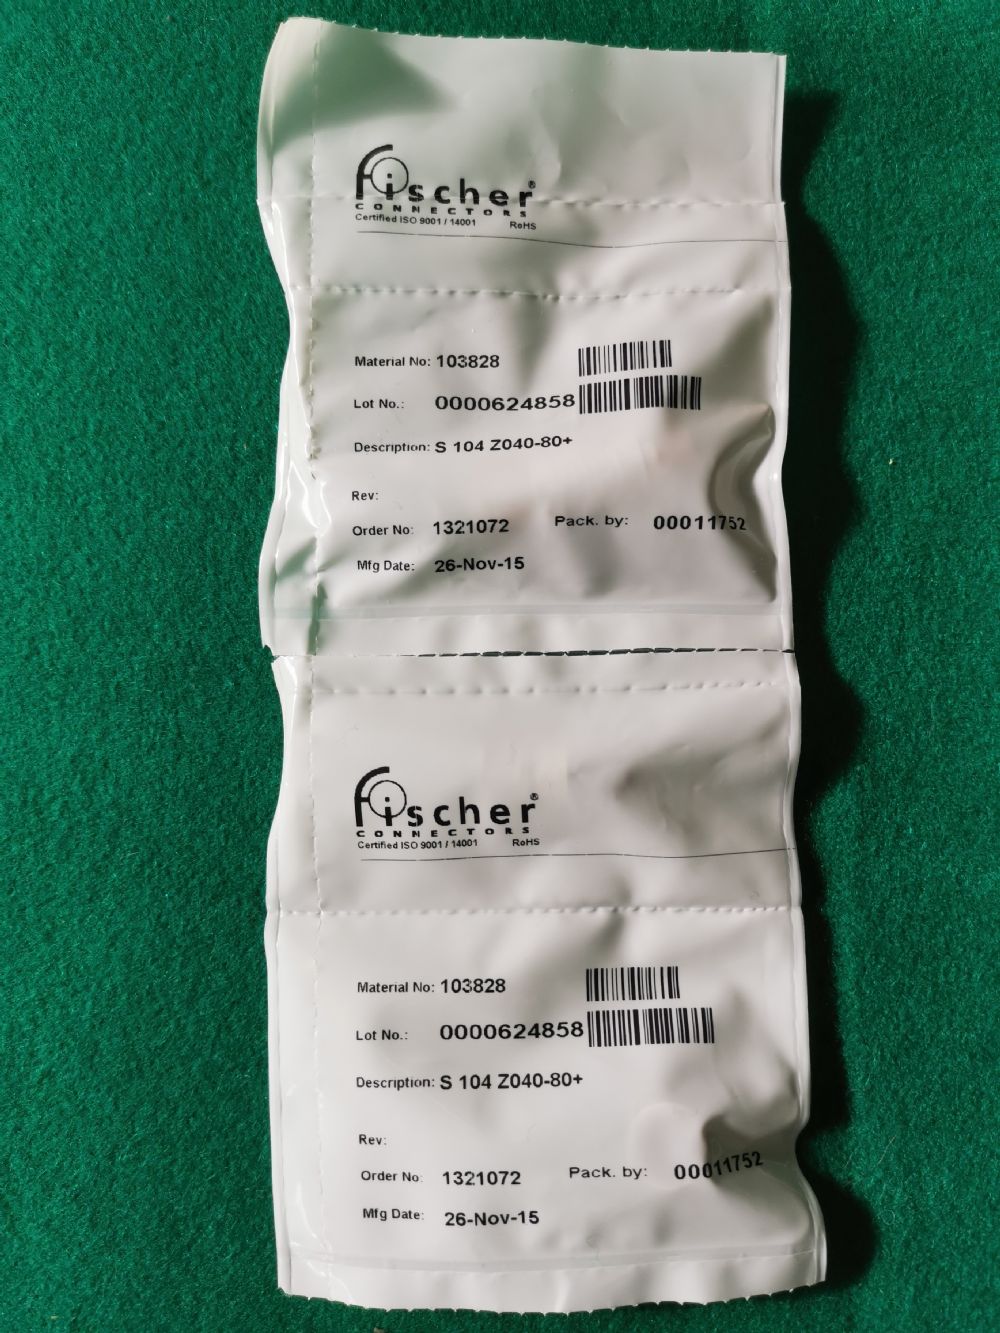 Fischer®
CONNECTORS
Certified ISO 9001 / 14001 RoHS
Material No: 103828
Lot No.: 0000624858
Description: S 104 Z040-80+
Rev:
Order No: 1321072 Pack. by: 00011752
Mfg Date: 26-Nov-15
Fischer®
CONNECTORS
Certified ISO 9001 / 14001 RoHS
Material No: 103828
Lot No.: 0000624858
Description: S 104 Z040-80+
Rev:
Order No: 1321072 Pack. by: 00011752
Mfg Date: 26-Nov-15